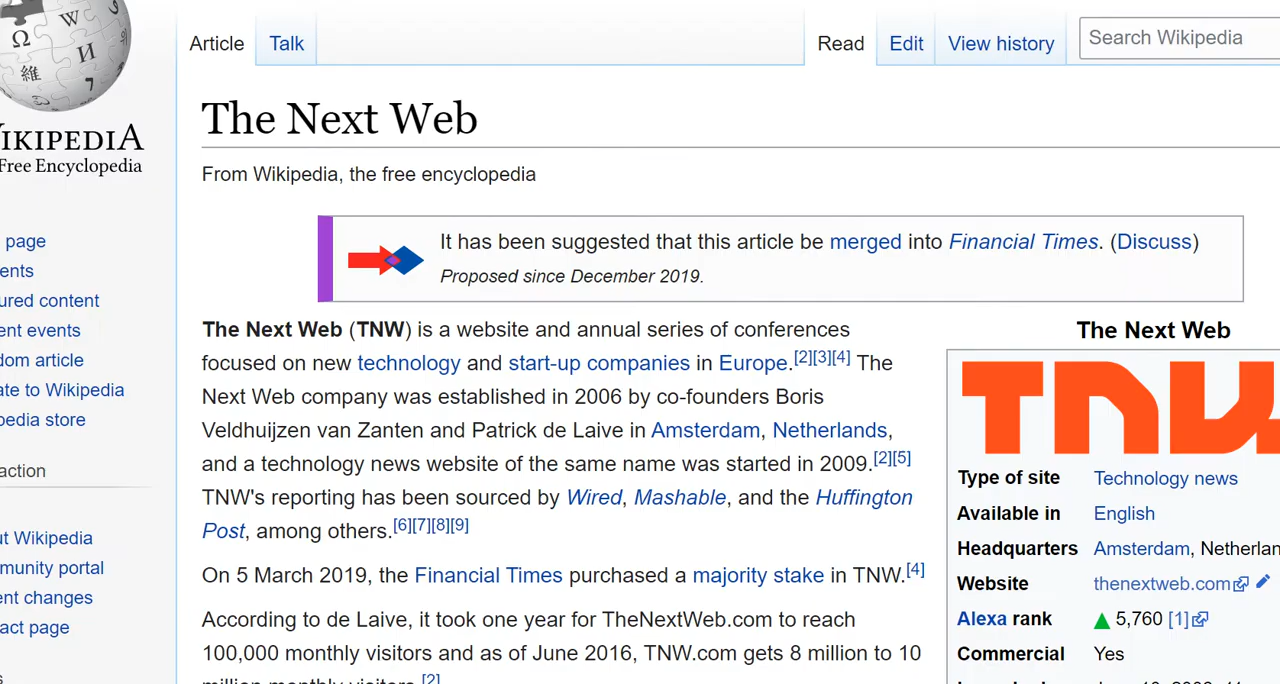 Article Talk Read Edit View history Search Wikipedia
WIKIPEDIA
Free Encyclopedia
The Next Web
From Wikipedia, the free encyclopedia
page
ents
ured content
ent events
dom article
ate to Wikipedia
pedia store
action
ut Wikipedia
munity portal
ent changes
act page
It has been suggested that this article be merged into Financial Times. (Discuss)
Proposed since December 2019.
The Next Web (TNW) is a website and annual series of conferences
focused on new technology and start-up companies in Europe.[2][3][4] The
Next Web company was established in 2006 by co-founders Boris
Veldhuijzen van Zanten and Patrick de Laive in Amsterdam, Netherlands,
and a technology news website of the same name was started in 2009.[2][5]
TNW's reporting has been sourced by Wired, Mashable, and the Huffington
Post, among others.[6][7][8][9]
On 5 March 2019, the Financial Times purchased a majority stake in TNW.[4]
According to de Laive, it took one year for TheNextWeb.com to reach
100,000 monthly visitors and as of June 2016, TNW.com gets 8 million to 10
million monthly visitors.[2]
The Next Web
TNW
Type of site Technology news
Available in English
Headquarters Amsterdam, Netherlan
Website thenextweb.com
Alexa rank 5,760 [1]
Commercial Yes